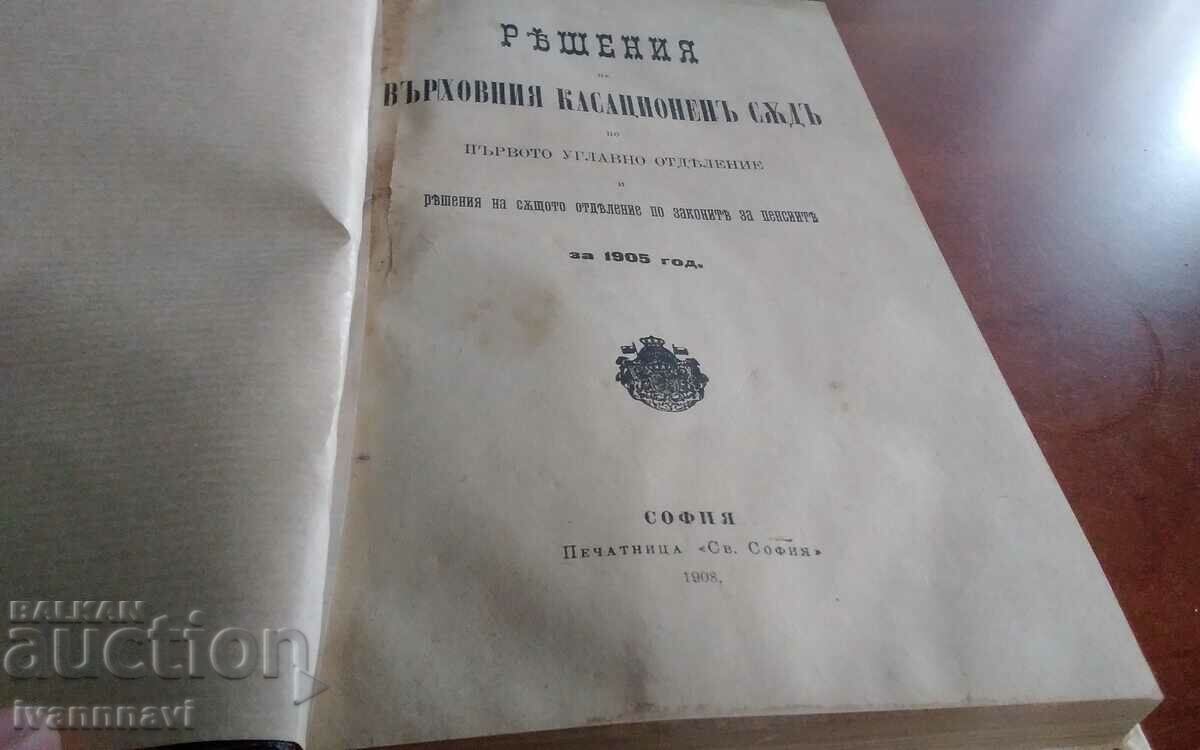 РѢШЕНИЯ
на
ВЪРХОВНИЯ КАСАЦИОНЕНЪ СѪДЪ
по
ПЪРВОТО УГЛАВНО ОТДѢЛЕНИЕ
и
рѣшения на сѫщото отдѣление по законитѣ за пенсиитѣ
за 1905 год.
СОФИЯ
Печатница «Св. София»
1908.
BALKAN
auction
ivannnavi